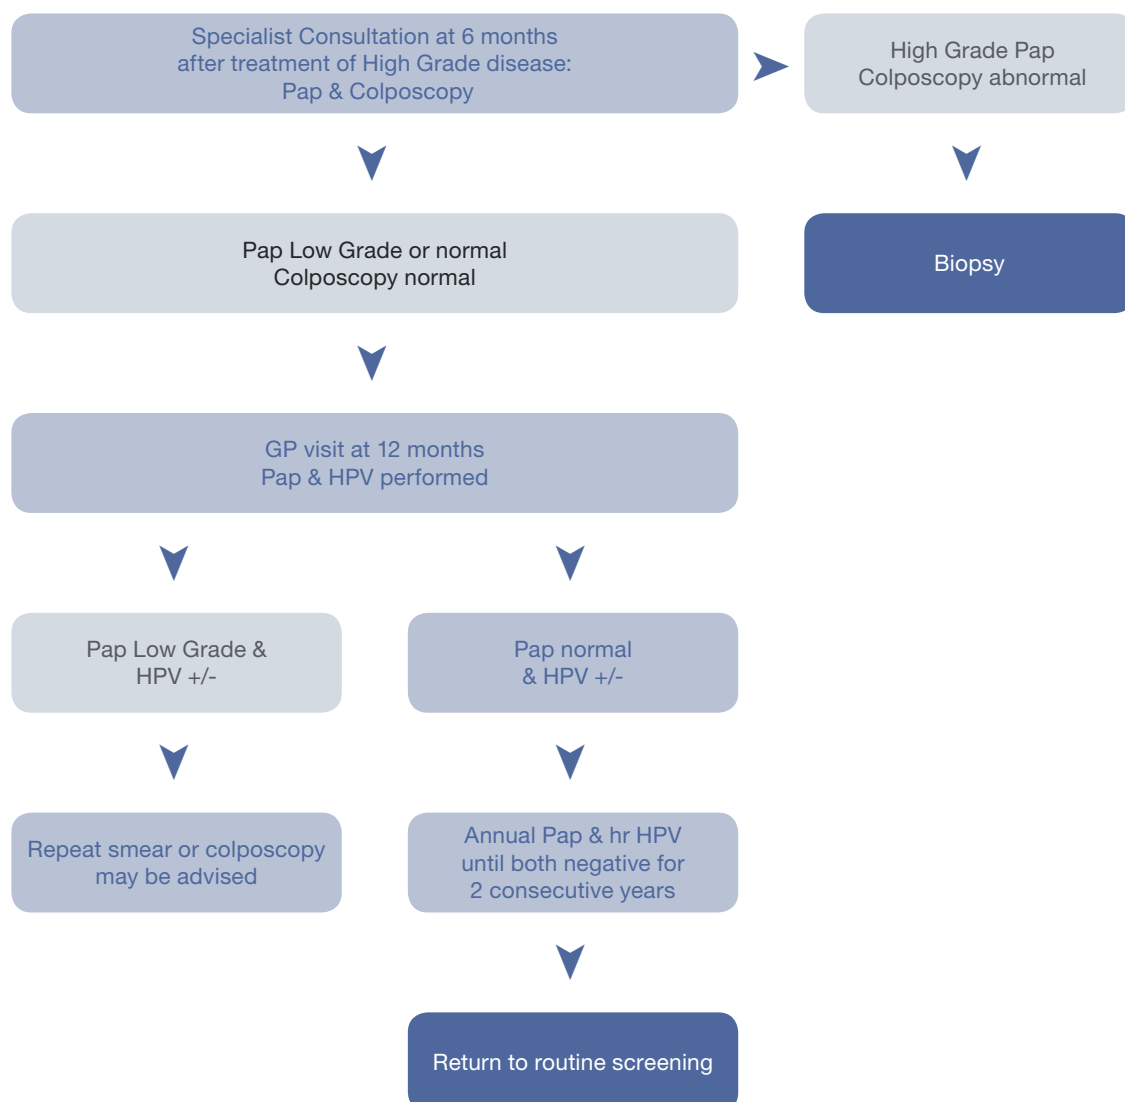 Specialist Consultation at 6 months
after treatment of High Grade disease:
Pap & Colposcopy
High Grade Pap
Colposcopy abnormal
Pap Low Grade or normal
Colposcopy normal
Biopsy
GP visit at 12 months
Pap & HPV performed
Pap Low Grade &
HPV +/-
Pap normal
& HPV +/-
Repeat smear or colposcopy
may be advised
Annual Pap & hr HPV
until both negative for
2 consecutive years
Return to routine screening